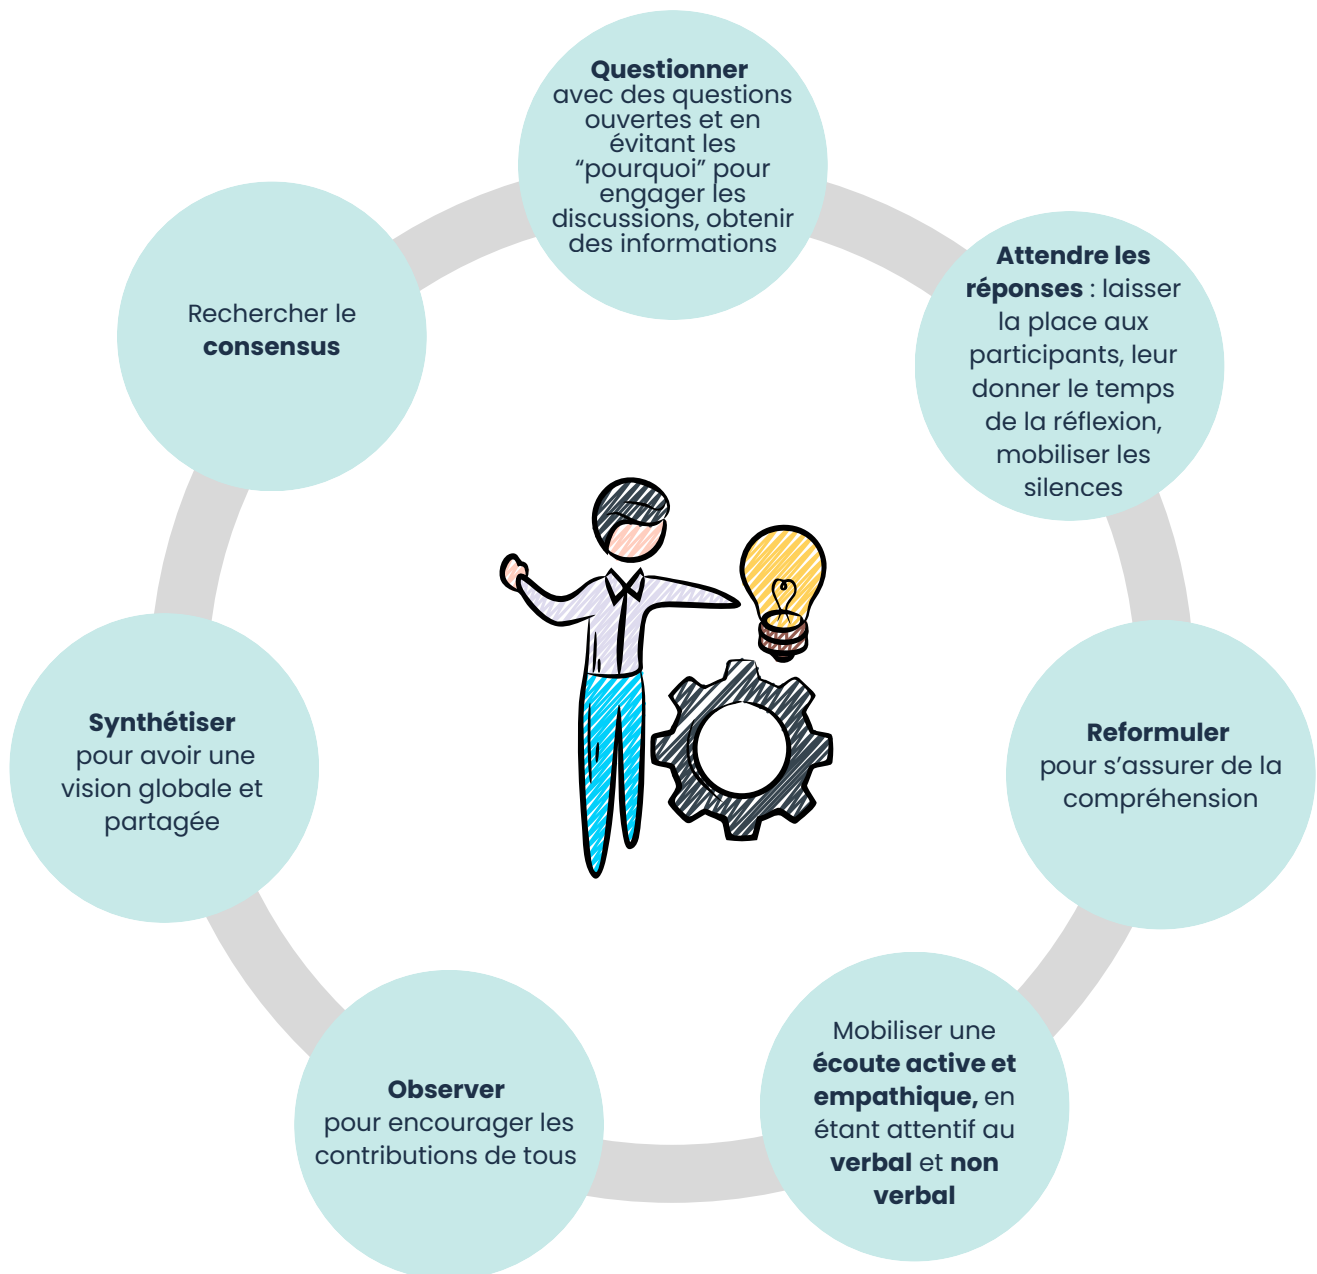 Questionner
avec des questions
ouvertes et en
évitant les
“pourquoi” pour
engager les
discussions, obtenir
des informations
Attendre les
réponses : laisser
la place aux
participants, leur
donner le temps
de la réflexion,
mobiliser les
silences
Reformuler
pour s’assurer de la
compréhension
Mobiliser une
écoute active et
empathique, en
étant attentif au
verbal et non
verbal
Observer
pour encourager les
contributions de tous
Synthétiser
pour avoir une
vision globale et
partagée
Rechercher le
consensus